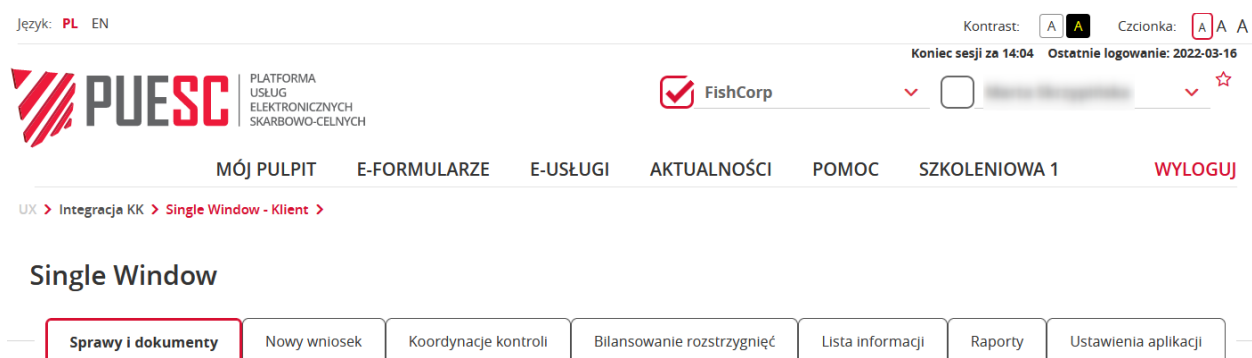 Język: PL EN
Kontrast: A A Czcionka: A A A
Koniec sesji za 14:04 Ostatnie logowanie: 2022-03-16
PUESC
PLATFORMA
USŁUG
ELEKTRONICZNYCH
SKARBOWO-CELNYCH
FishCorp
MÓJ PULPIT E-FORMULARZE E-USŁUGI AKTUALNOŚCI POMOC SZKOLENIOWA 1 WYLOGUJ
UX > Integracja KK > Single Window - Klient >
Single Window
Sprawy i dokumenty Nowy wniosek Koordynacje kontroli Bilansowanie rozstrzygnięć Lista informacji Raporty Ustawienia aplikacji